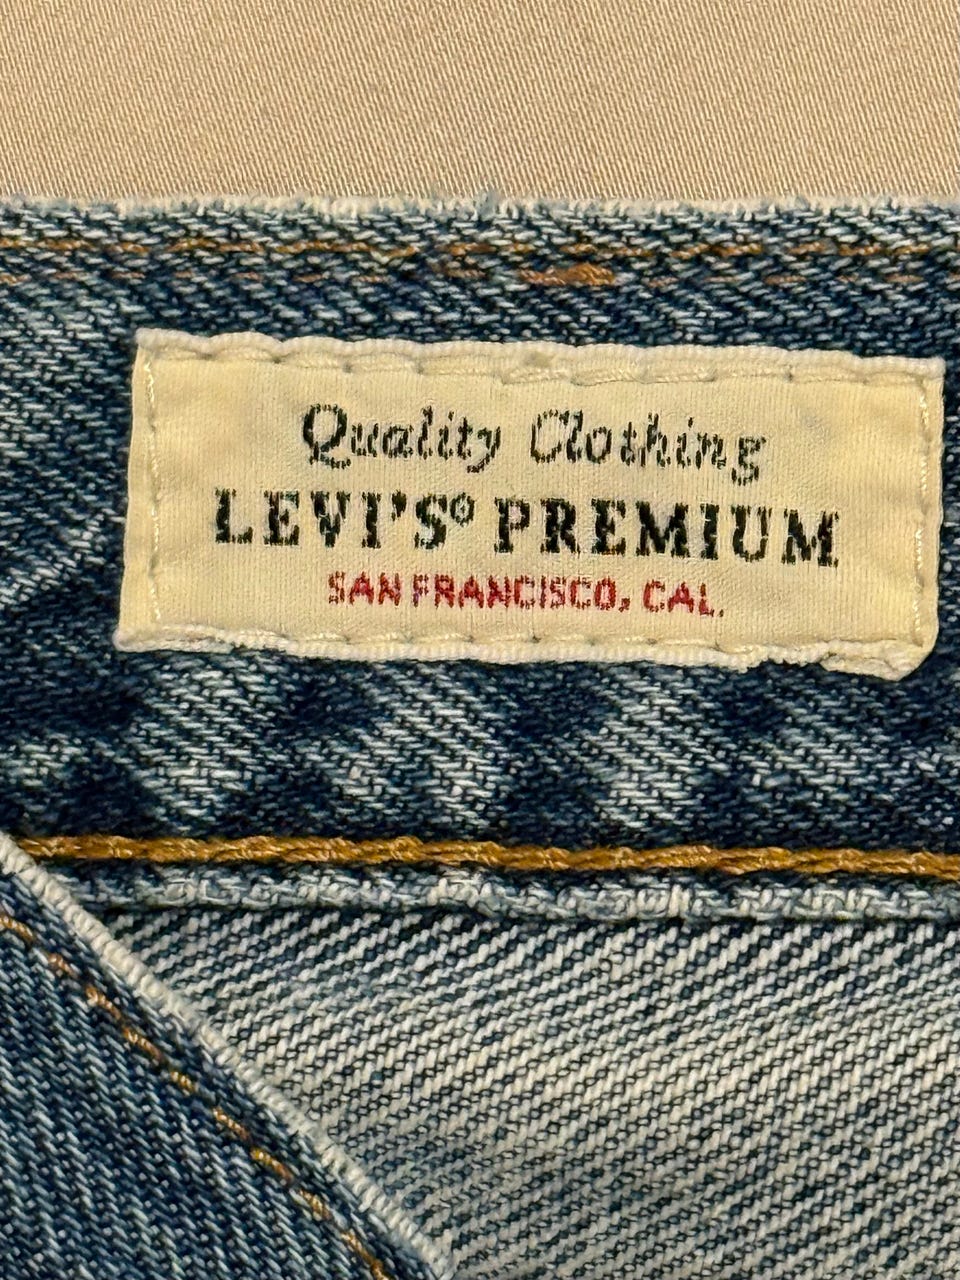 Quality Clothing
LEVI'S® PREMIUM
SAN FRANCISCO, CAL.